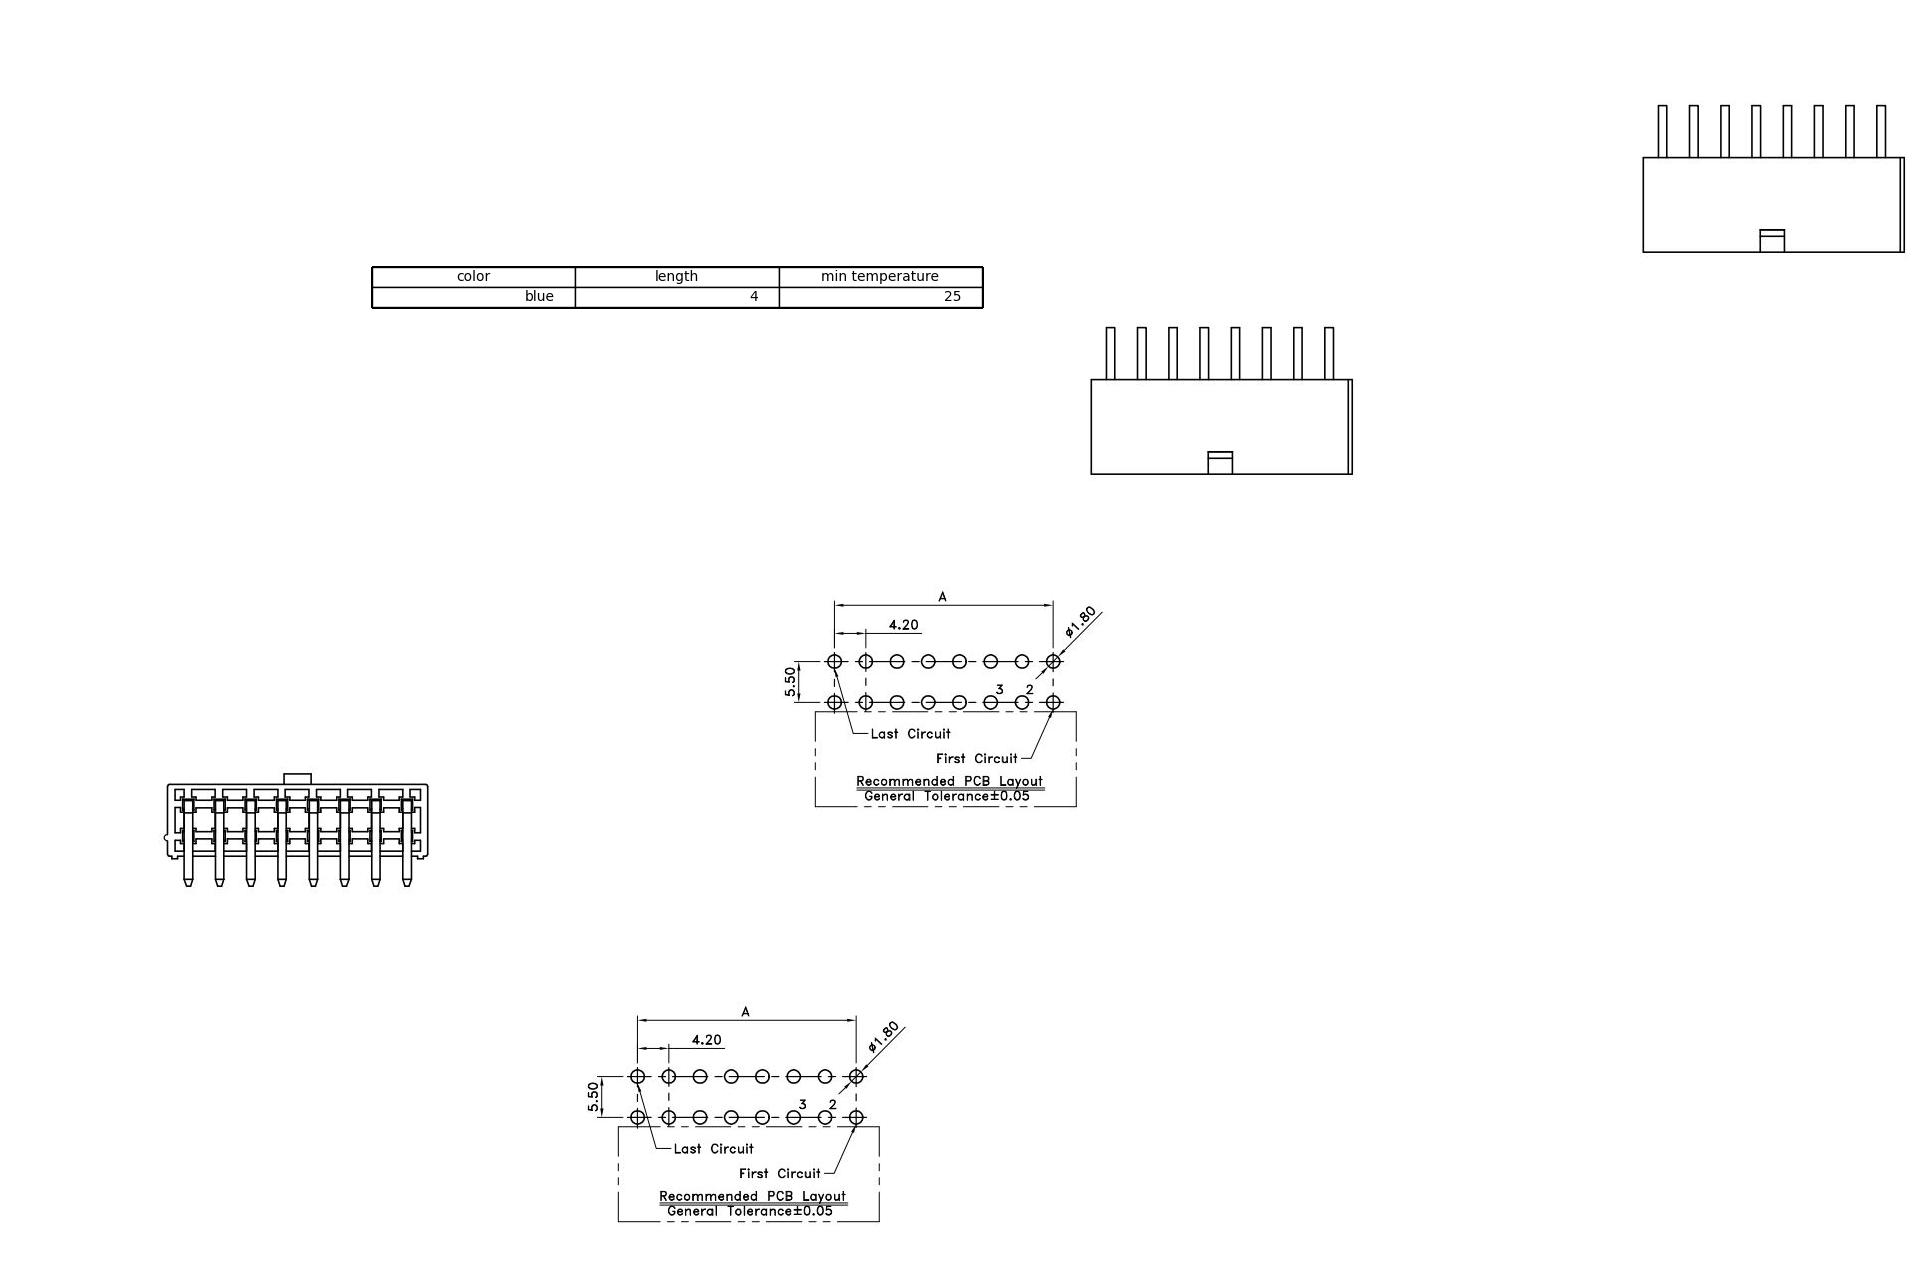 color length min temperature
blue 4 25
A
4.20
ø1.80
5.50
3 2
Last Circuit
First Circuit
Recommended PCB Layout
General Tolerance±0.05
A
4.20
ø1.80
5.50
3 2
Last Circuit
First Circuit
Recommended PCB Layout
General Tolerance±0.05